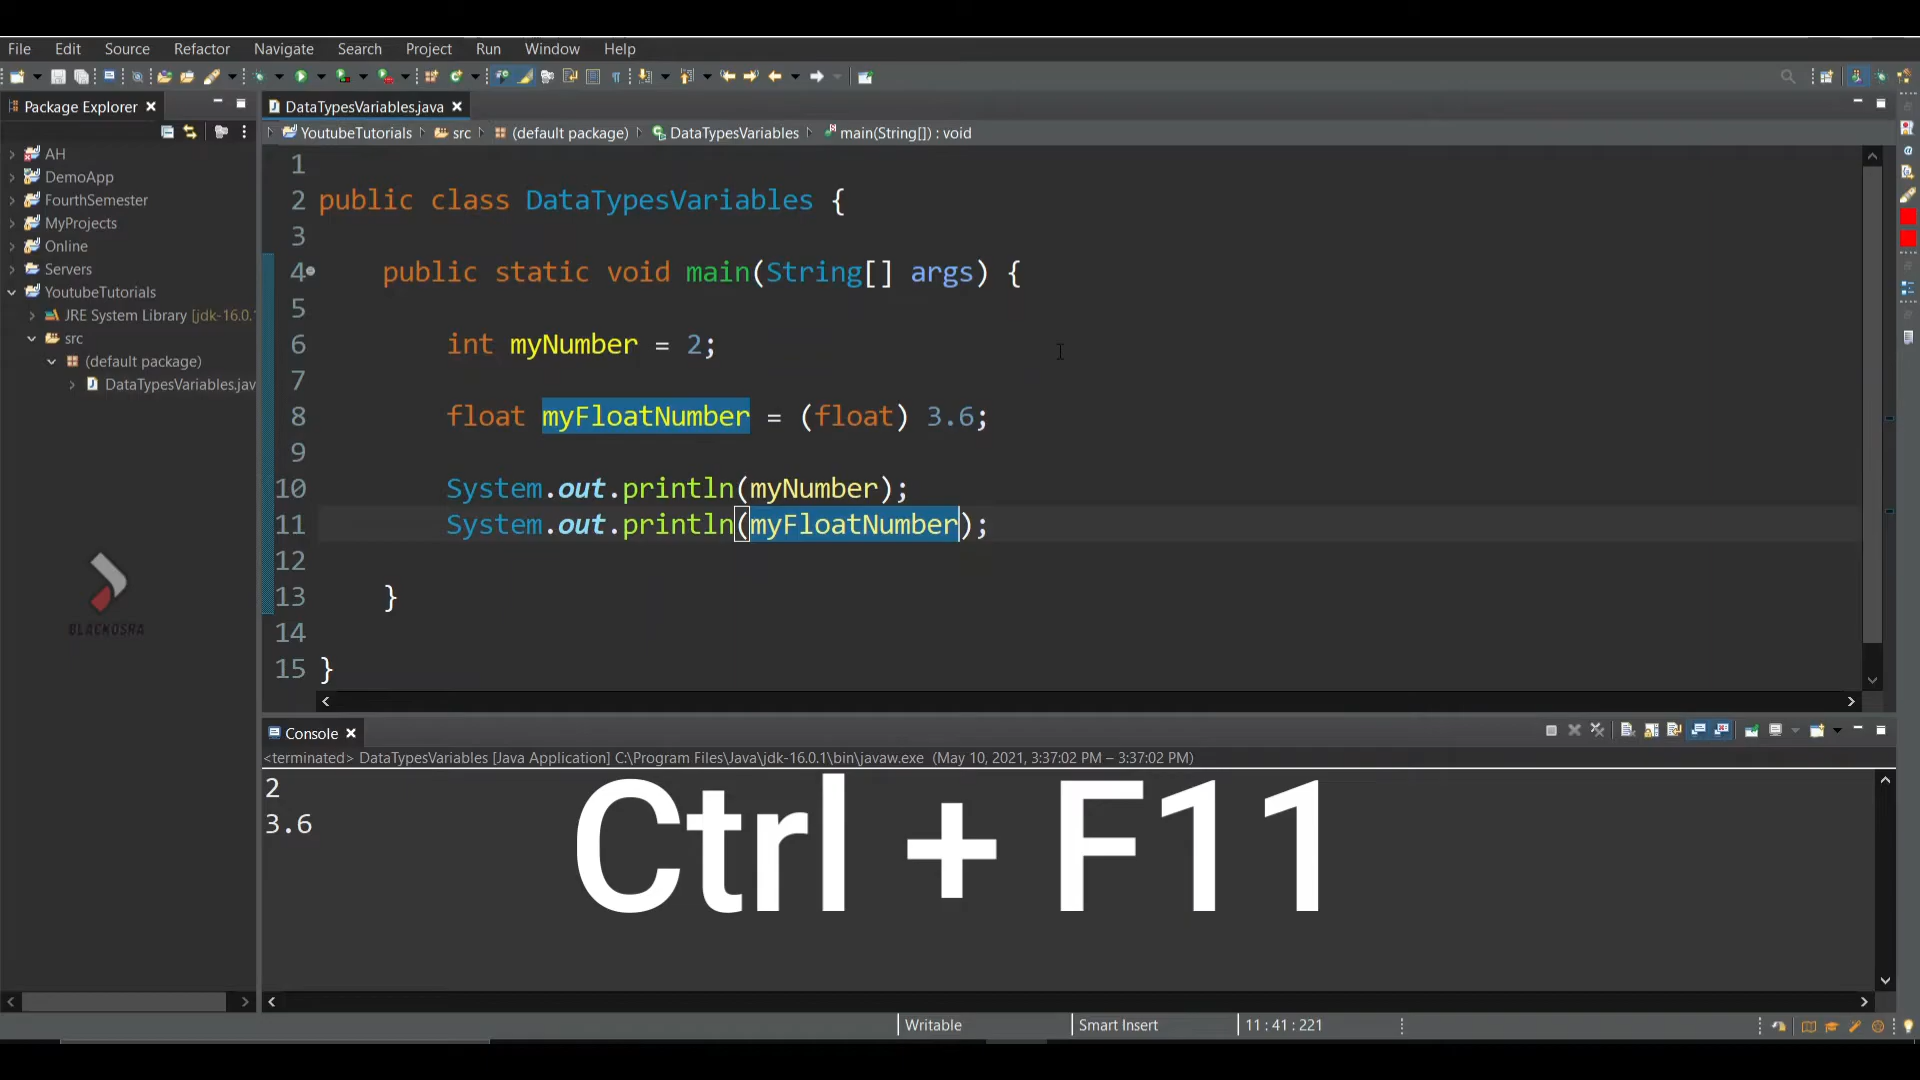 File Edit Source Refactor Navigate Search Project Run Window Help
Package Explorer
DataTypesVariables.java
YoutubeTutorials src (default package) DataTypesVariables main(String[]) : void
AH
DemoApp
FourthSemester
MyProjects
Online
Servers
YoutubeTutorials
JRE System Library [jdk-16.0.1
src
(default package)
DataTypesVariables.jav
BLACKOSRA
1
2 public class DataTypesVariables {
3
4 public static void main(String[] args) {
5
6 int myNumber = 2;
7
8 float myFloatNumber = (float) 3.6;
9
10 System.out.println(myNumber);
11 System.out.println(myFloatNumber);
12
13 }
14
15 }
Console
<terminated> DataTypesVariables [Java Application] C:\Program Files\Java\jdk-16.0.1\bin\javaw.exe (May 10, 2021, 3:37:02 PM – 3:37:02 PM)
2
3.6
Ctrl + F11
Writable Smart Insert 11 : 41 : 221